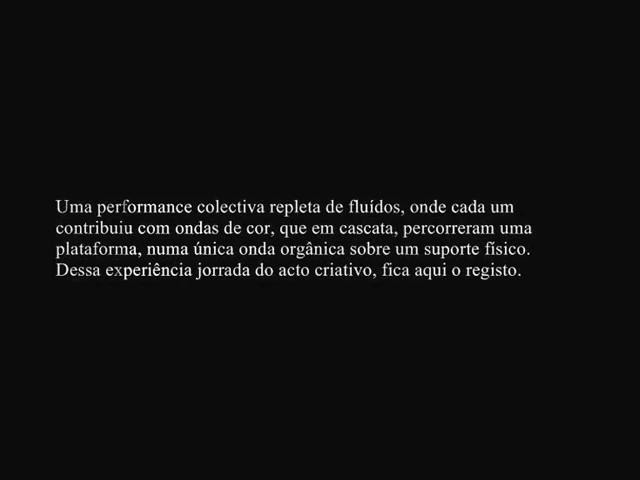 Uma performance colectiva repleta de fluídos, onde cada um
contribuiu com ondas de cor, que em cascata, percorreram uma
plataforma, numa única onda orgânica sobre um suporte físico.
Dessa experiência jorrada do acto criativo, fica aqui o registo.